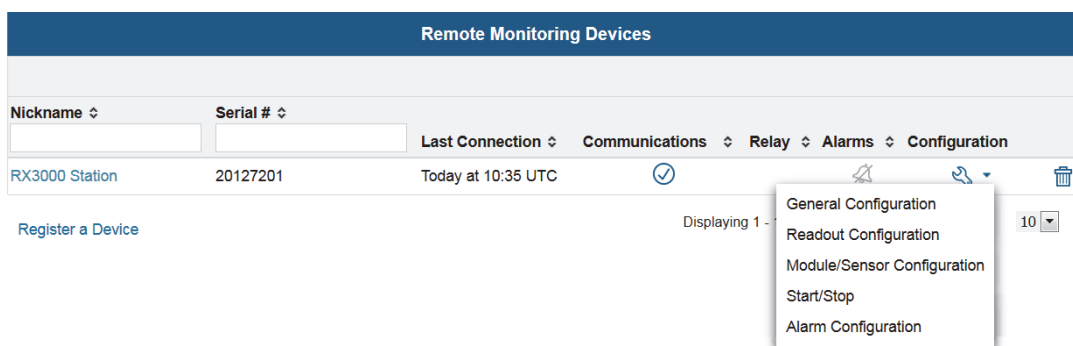 Remote Monitoring Devices
Nickname Serial #
Last Connection Communications Relay Alarms Configuration
RX3000 Station 20127201 Today at 10:35 UTC
General Configuration
Register a Device Displaying 1 - 10
Readout Configuration
Module/Sensor Configuration
Start/Stop
Alarm Configuration